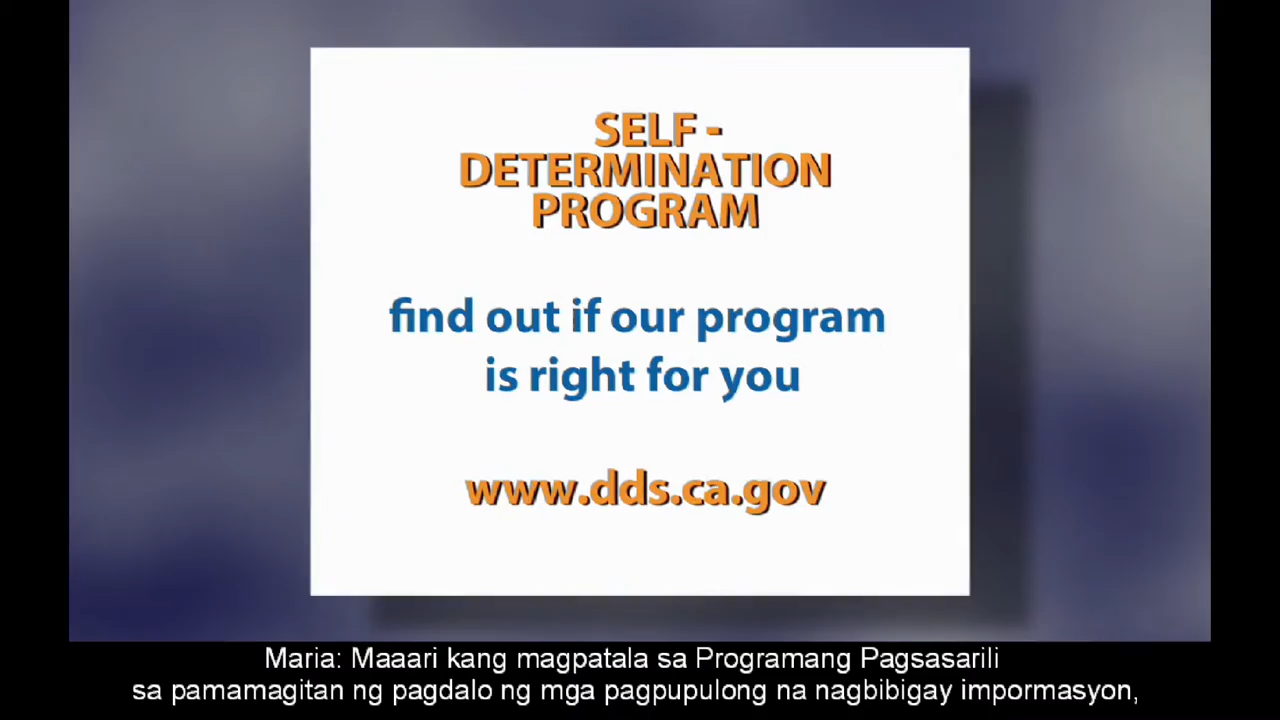 SELF -
DETERMINATION
PROGRAM
find out if our program
is right for you
www.dds.ca.gov
Maria: Maaari kang magpatala sa Programang Pagsasarili
sa pamamagitan ng pagdalo ng mga pagpupulong na nagbibigay impormasyon,